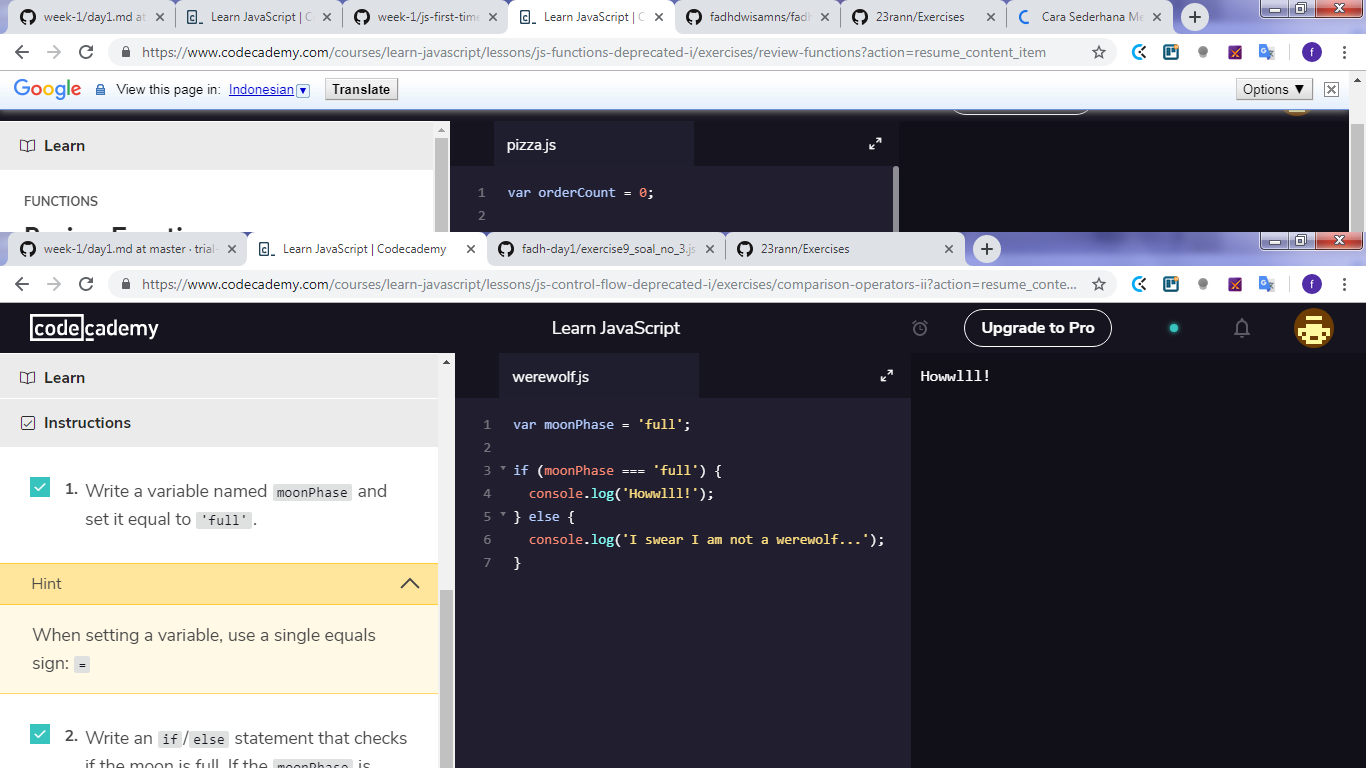 week-1/day1.md at
Learn JavaScript | C
week-1/js-first-time
Learn JavaScript | C
fadhdwisamns/fadh
23rann/Exercises
Cara Sederhana Me
https://www.codecademy.com/courses/learn-javascript/lessons/js-functions-deprecated-i/exercises/review-functions?action=resume_content_item
f
Google View this page in: Indonesian Translate Options ▼
Learn
pizza.js
FUNCTIONS
1 var orderCount = 0;
2
week-1/day1.md at master · trial-
Learn JavaScript | Codecademy
fadh-day1/exercise9_soal_no_3.js
23rann/Exercises
https://www.codecademy.com/courses/learn-javascript/lessons/js-control-flow-deprecated-i/exercises/comparison-operators-ii?action=resume_conte...
f
codecademy
Learn JavaScript
Upgrade to Pro
Learn
Instructions
1. Write a variable named moonPhase and
set it equal to 'full'.
Hint
When setting a variable, use a single equals
sign: =
2. Write an if/else statement that checks
if the moon is full. If the moonPhase is
werewolf.js
1 var moonPhase = 'full';
2
3 if (moonPhase === 'full') {
4 console.log('Howwlll!');
5 } else {
6 console.log('I swear I am not a werewolf...');
7 }
Howwlll!